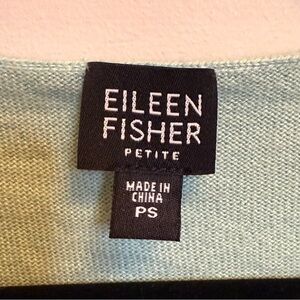 EILEEN
FISHER
PETITE
MADE IN
CHINA
PS